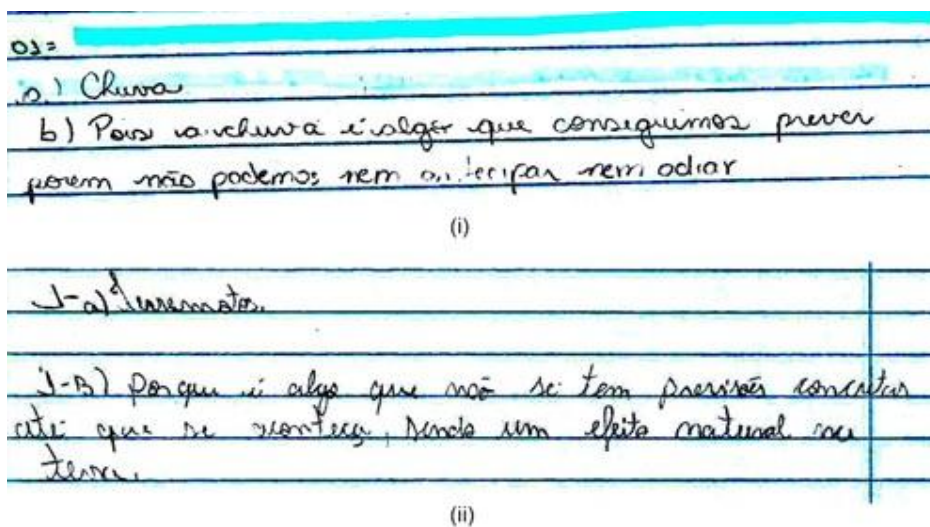 01=
a.) Chuva
b) Pois a chuva é algo que conseguimos prever
porem não podemos nem antecipar nem adiar
(i)
1-a) Terremotos.
1-B) Porque é algo que não se tem previsões concretas
até que se aconteça, sendo um efeito natural na
terra.
(ii)